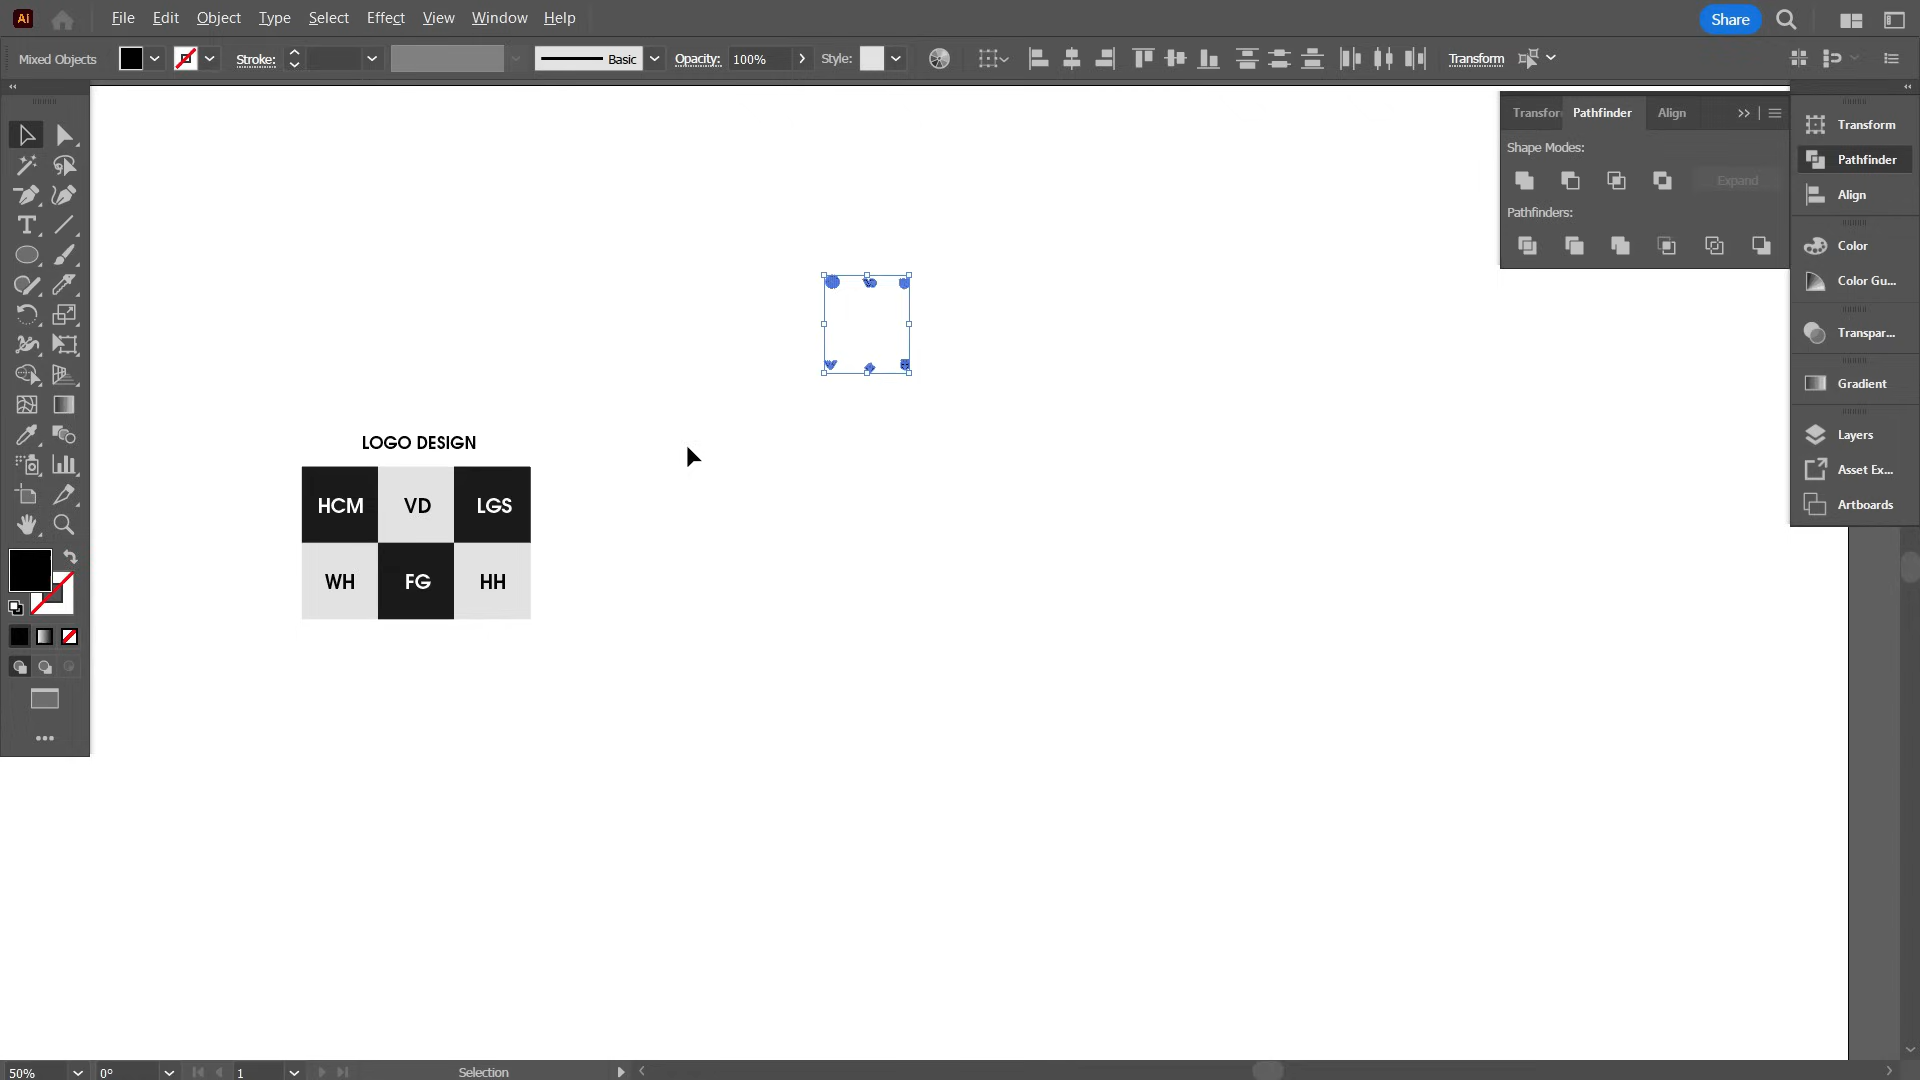 Ai File Edit Object Type Select Effect View Window Help Share
Mixed Objects Stroke: Basic Opacity: 100% Style: Transform
Transfor Pathfinder Align
Shape Modes:
Expand
Pathfinders:
Transform
Pathfinder
Align
Color
Color Gu...
Transpar...
Gradient
Layers
Asset Ex...
Artboards
LOGO DESIGN
HCM VD LGS
WH FG HH
50% 0° 1 Selection